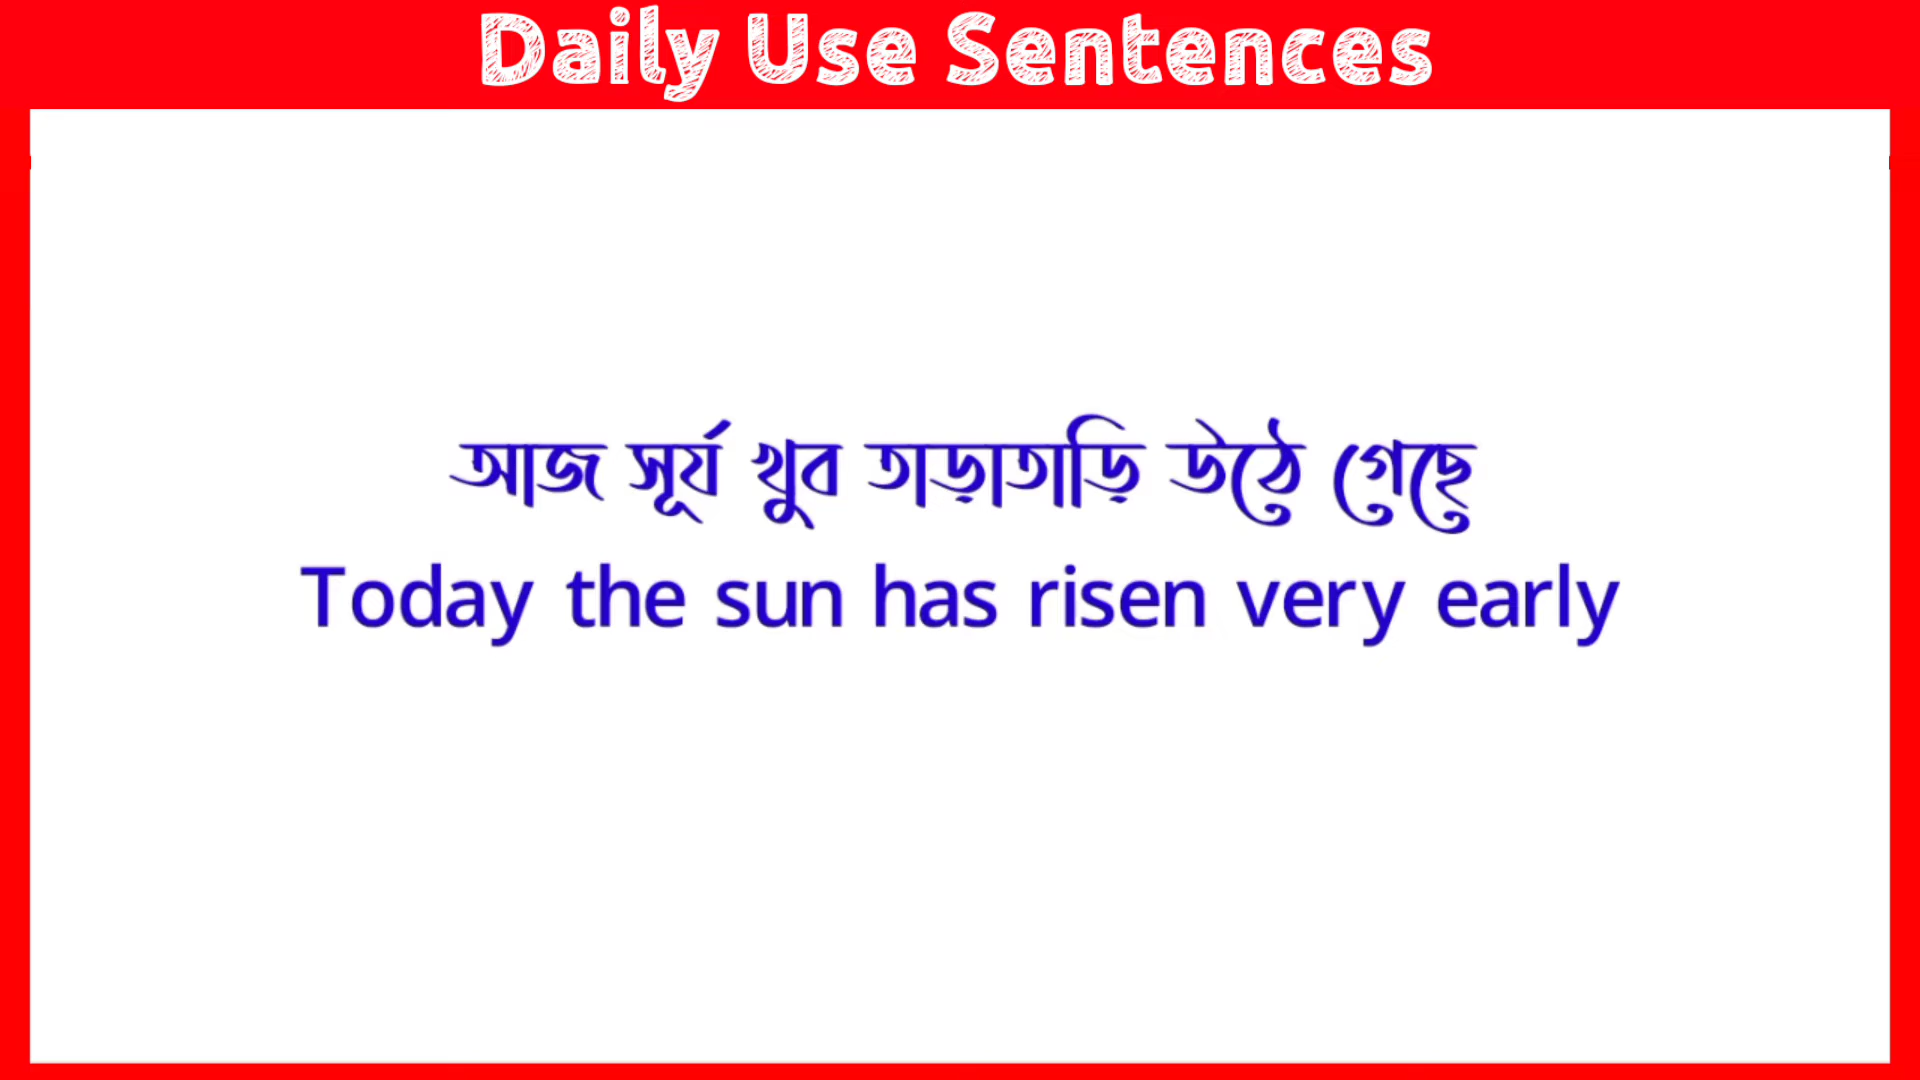 Daily Use Sentences
আজ সূর্য খুব তাড়াতাড়ি উঠে গেছে
Today the sun has risen very early